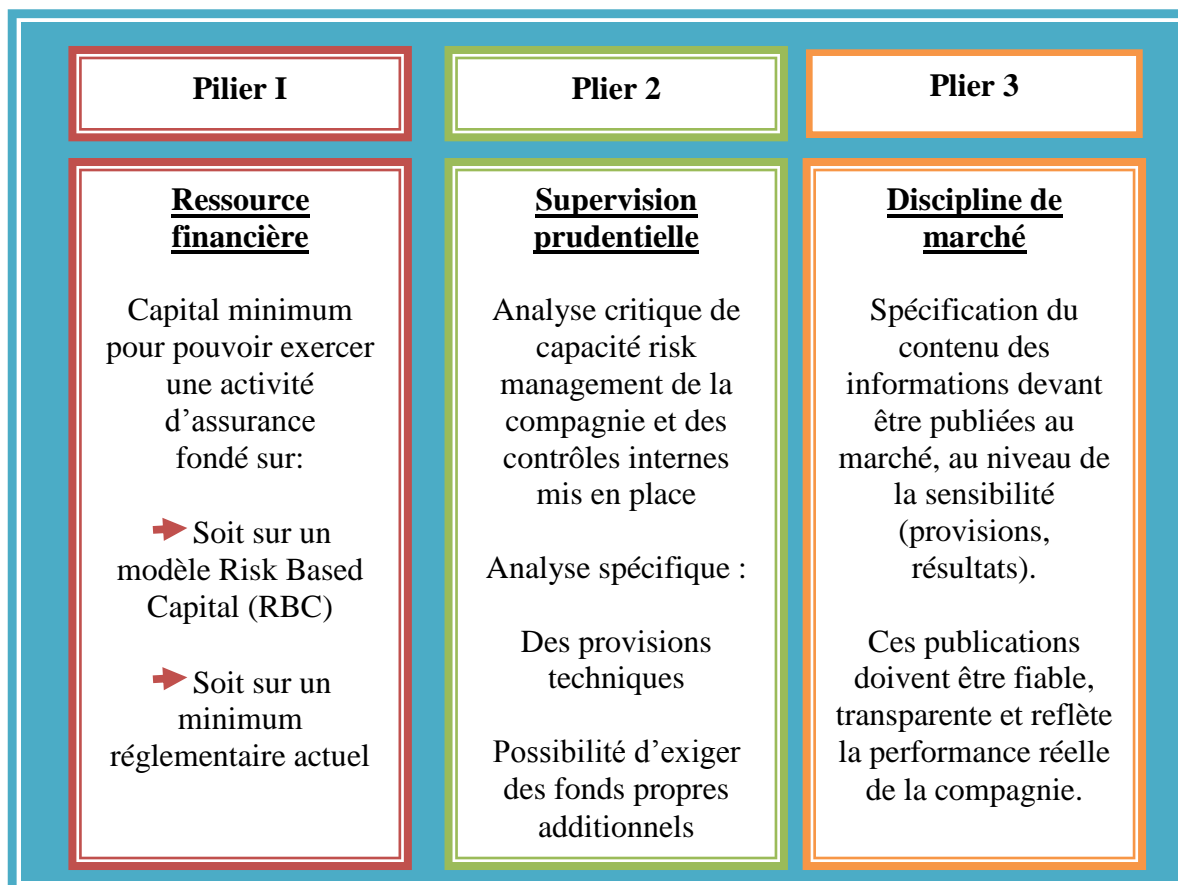 Pilier I
Plier 2
Plier 3
Ressource
financière
Capital minimum
pour pouvoir exercer
une activité
d’assurance
fondé sur:
Soit sur un
modèle Risk Based
Capital (RBC)
Soit sur un
minimum
réglementaire actuel
Supervision
prudentielle
Analyse critique de
capacité risk
management de la
compagnie et des
contrôles internes
mis en place
Analyse spécifique :
Des provisions
techniques
Possibilité d’exiger
des fonds propres
additionnels
Discipline de
marché
Spécification du
contenu des
informations devant
être publiées au
marché, au niveau de
la sensibilité
(provisions,
résultats).
Ces publications
doivent être fiable,
transparente et reflète
la performance réelle
de la compagnie.